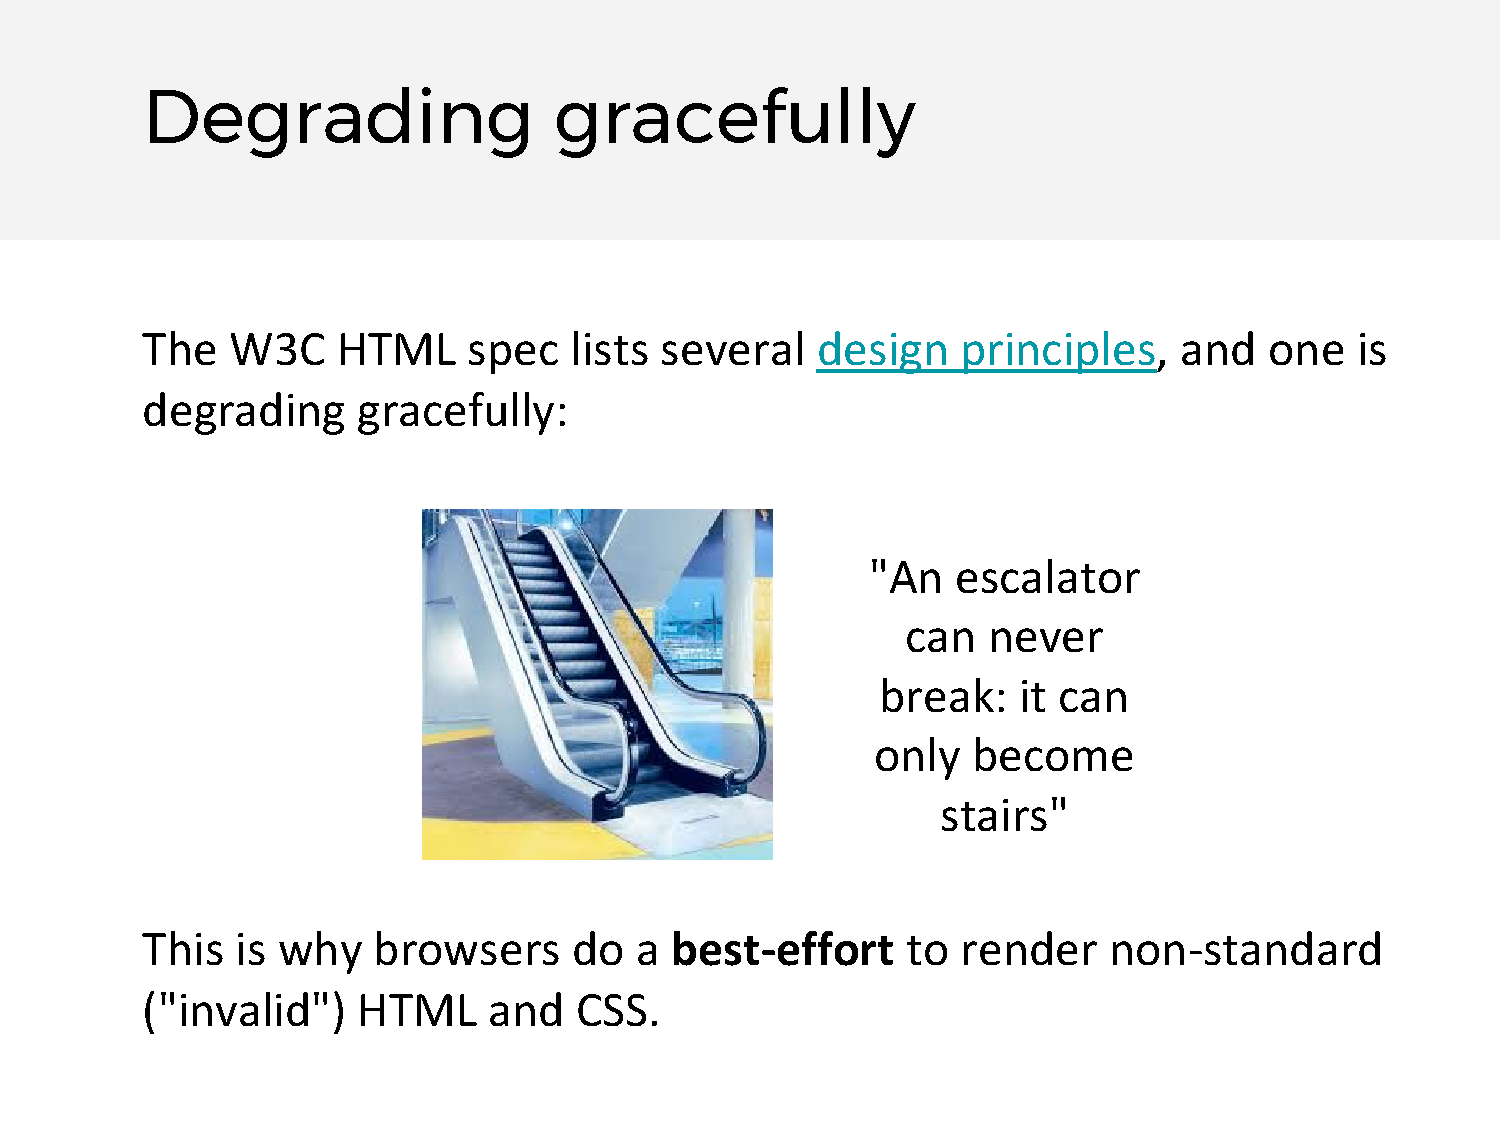 Degrading gracefully
The W3C HTML spec lists several design principles, and one is
degrading gracefully:
"An escalator
can never
break: it can
only become
stairs"
This is why browsers do a best-effort to render non-standard
("invalid") HTML and CSS.